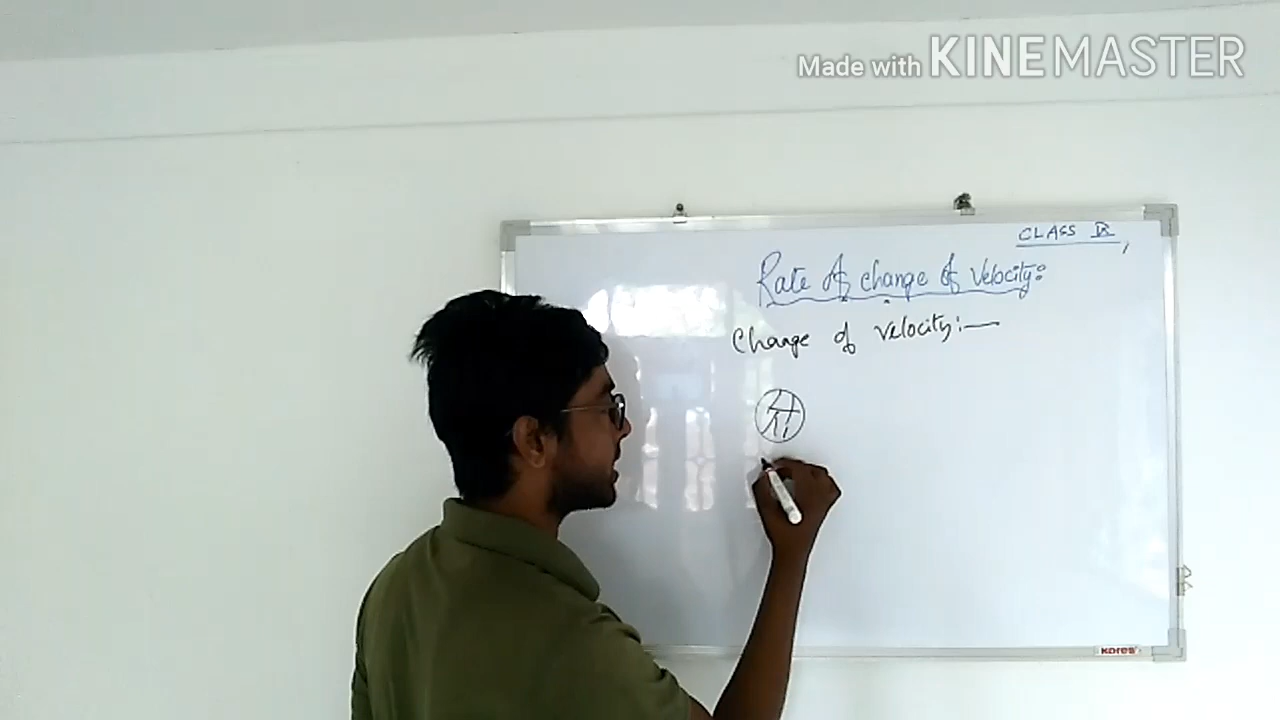 Made with KINEMASTER
CLASS IX
Rate of change of Velocity:
Change of velocity:—
kores